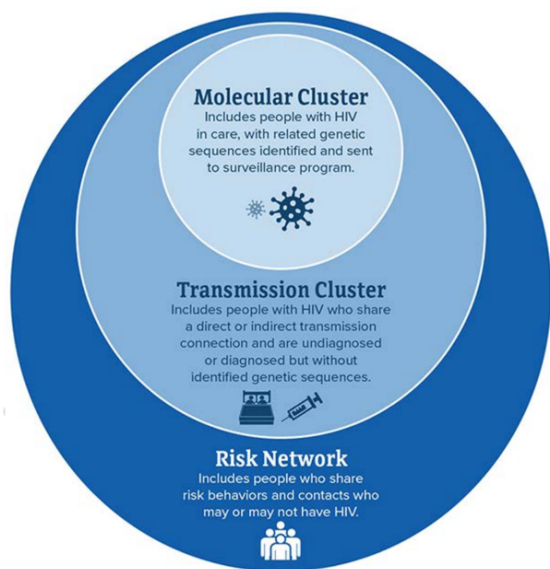 Molecular Cluster
Includes people with HIV
in care, with related genetic
sequences identified and sent
to surveillance program.
Transmission Cluster
Includes people with HIV who share
a direct or indirect transmission
connection and are undiagnosed
or diagnosed but without
identified genetic sequences.
Risk Network
Includes people who share
risk behaviors and contacts who
may or may not have HIV.